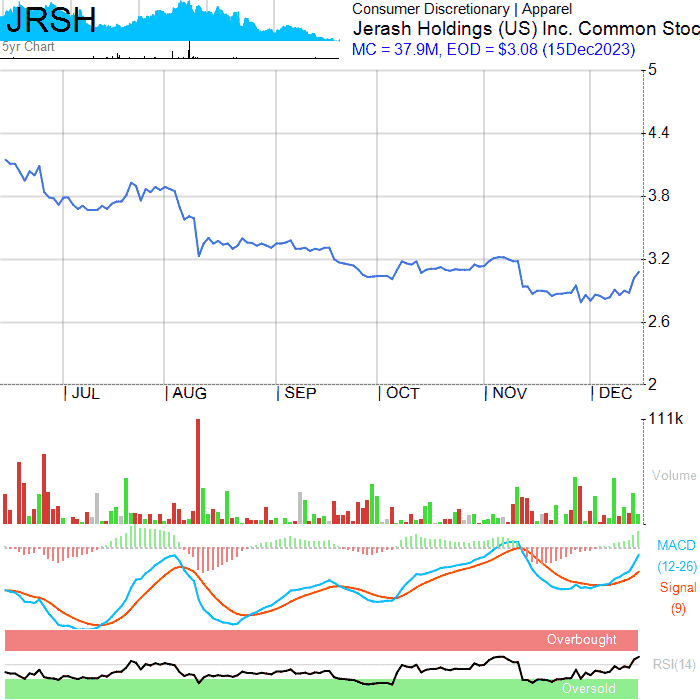 JRSH
5yr Chart
Consumer Discretionary | Apparel
Jerash Holdings (US) Inc. Common Stoc
MC = 37.9M, EOD = $3.08 (15Dec2023)
5
4.4
3.8
3.2
2.6
2
JUL AUG SEP OCT NOV DEC
111k
Volume
MACD
(12-26)
Signal
(9)
Overbought
RSI(14)
Oversold